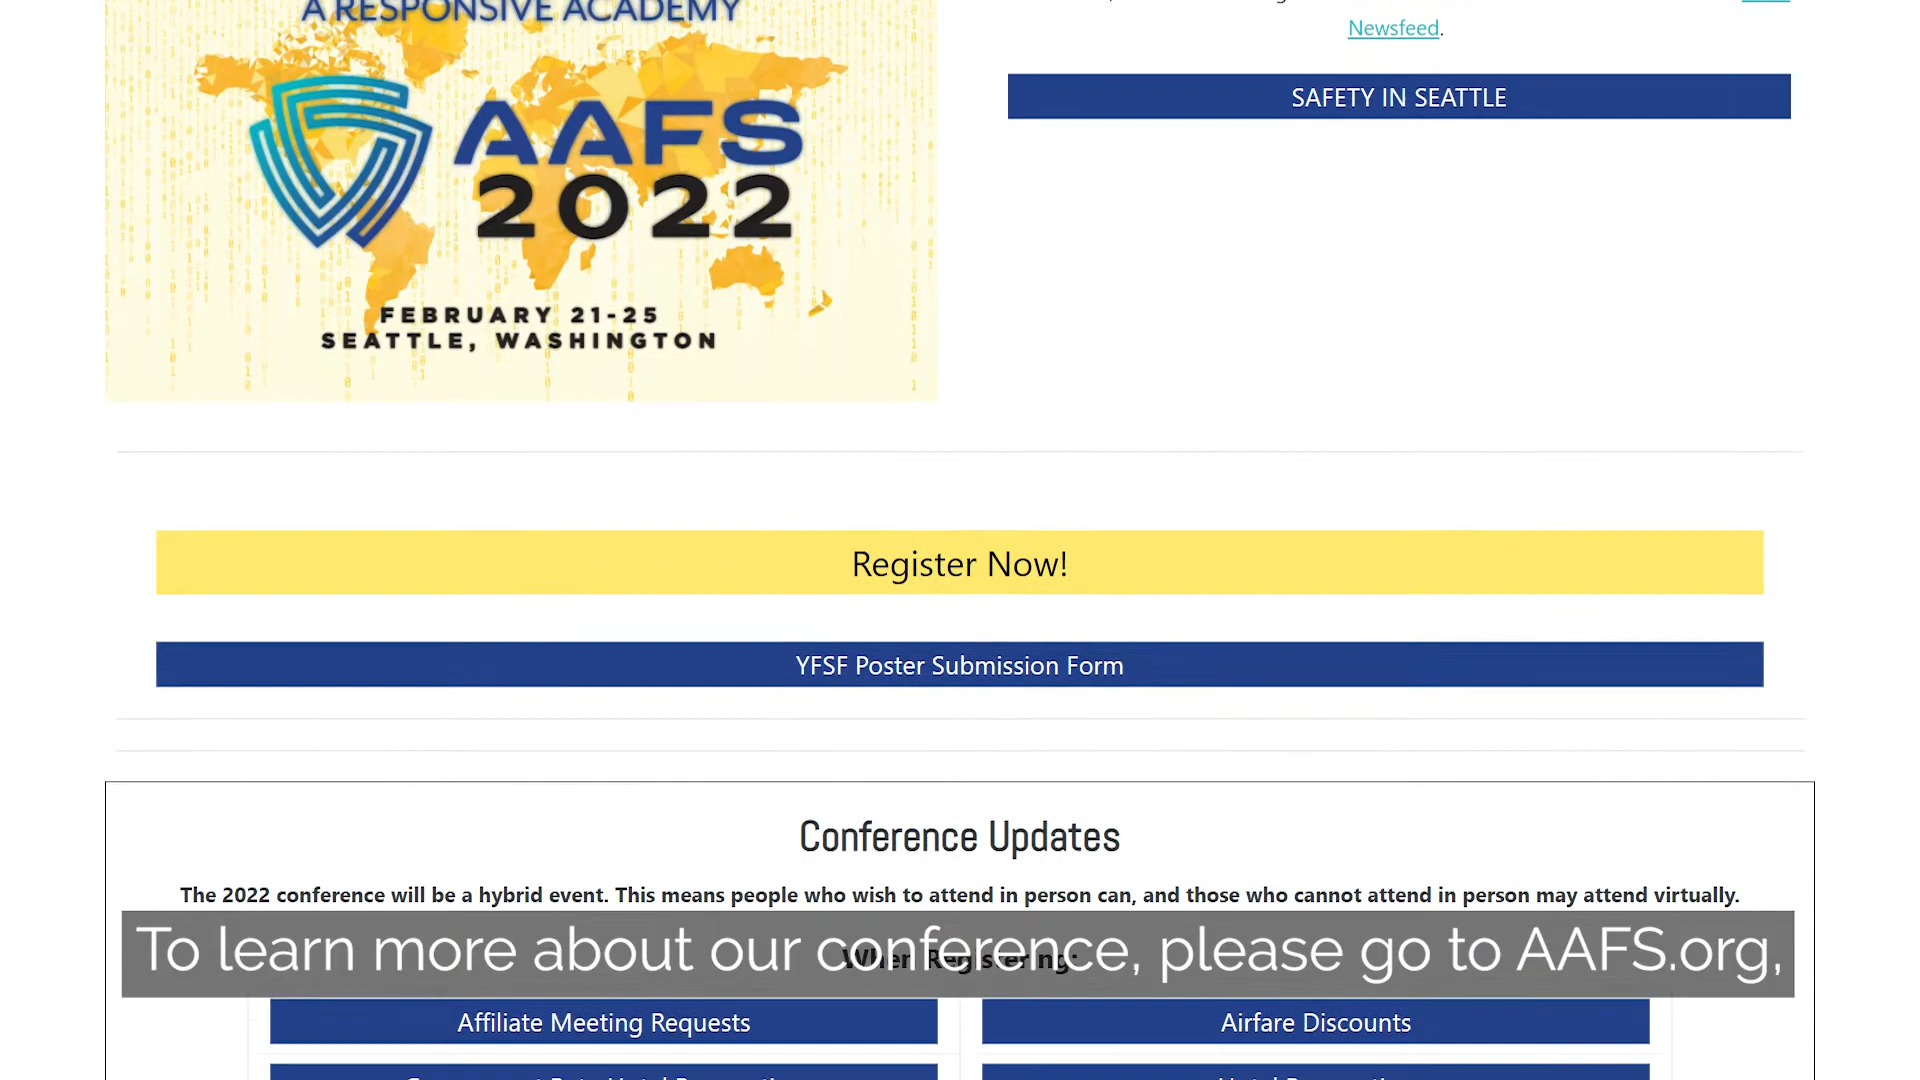 A RESPONSIVE ACADEMY
AAFS
2022
FEBRUARY 21-25
SEATTLE, WASHINGTON
Newsfeed.
SAFETY IN SEATTLE
Register Now!
YFSF Poster Submission Form
Conference Updates
The 2022 conference will be a hybrid event. This means people who wish to attend in person can, and those who cannot attend in person may attend virtually.
When Registering:
To learn more about our conference, please go to AAFS.org,
Affiliate Meeting Requests
Airfare Discounts